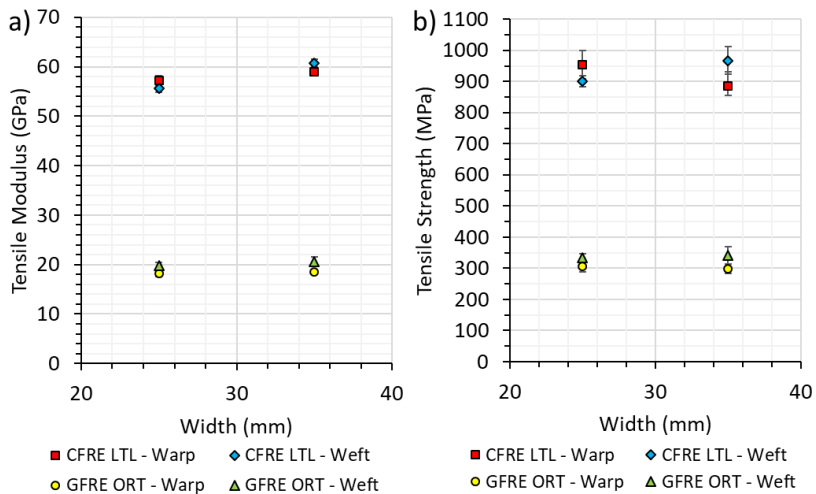 a)
Tensile Modulus (GPa)
70
60
50
40
30
20
10
0
20 30 40
Width (mm)
CFRE LTL - Warp CFRE LTL - Weft
GFRE ORT - Warp GFRE ORT - Weft
b)
Tensile Strength (MPa)
1100
1000
900
800
700
600
500
400
300
200
100
0
20 30 40
Width (mm)
CFRE LTL - Warp CFRE LTL - Weft
GFRE ORT - Warp GFRE ORT - Weft